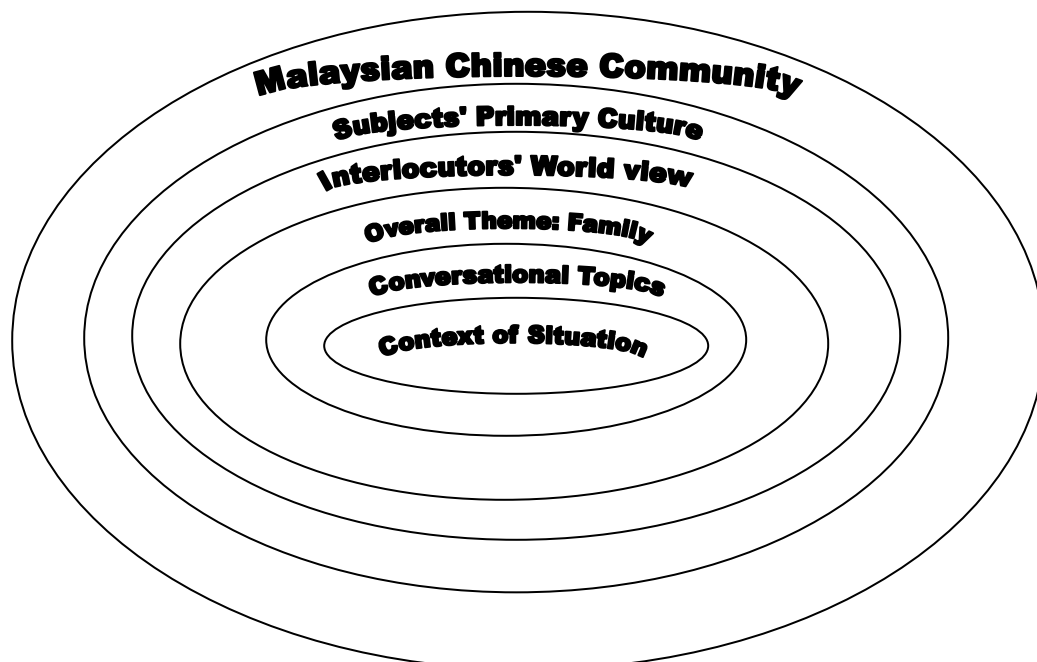 Malaysian Chinese Community
Subjects' Primary Culture
Interlocutors' World view
Overall Theme: Family
Conversational Topics
Context of Situation